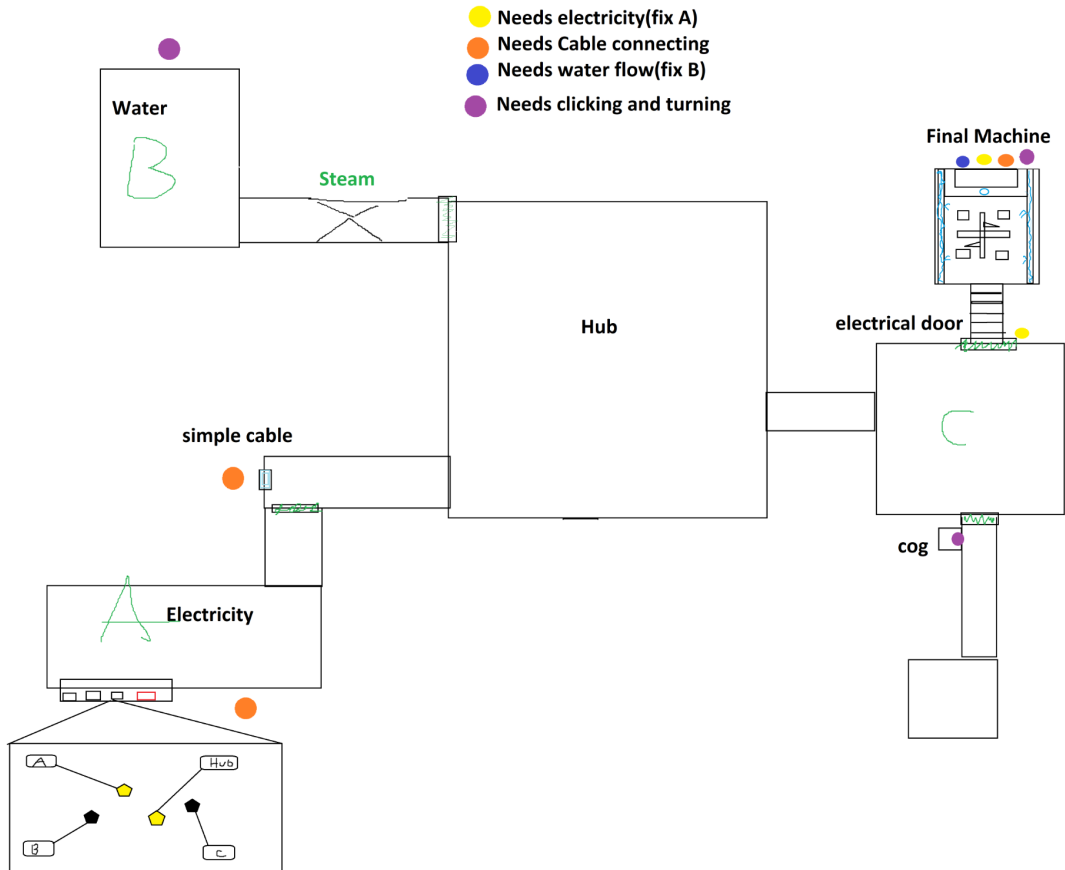 Needs electricity(fix A)
Needs Cable connecting
Needs water flow(fix B)
Needs clicking and turning
Water
B
Steam
Final Machine
Hub
electrical door
C
simple cable
cog
A
Electricity
A
Hub
B
C